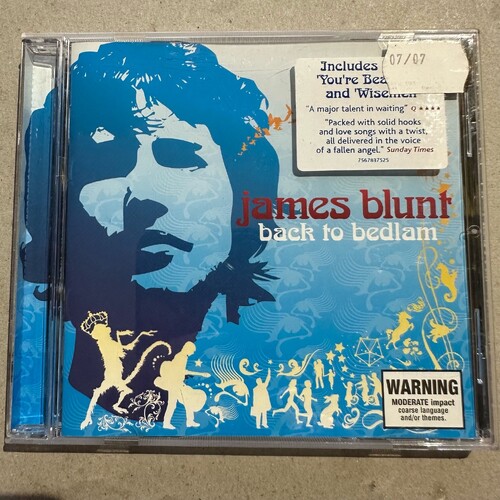 07/07
Includes
'You're Bea
and 'Wisemen'
"A major talent in waiting" Q ★★★★
"Packed with solid hooks
and love songs with a twist,
all delivered in the voice
of a fallen angel." Sunday Times
7567837525
james blunt
back to bedlam
WARNING
MODERATE impact
coarse language
and/or themes.